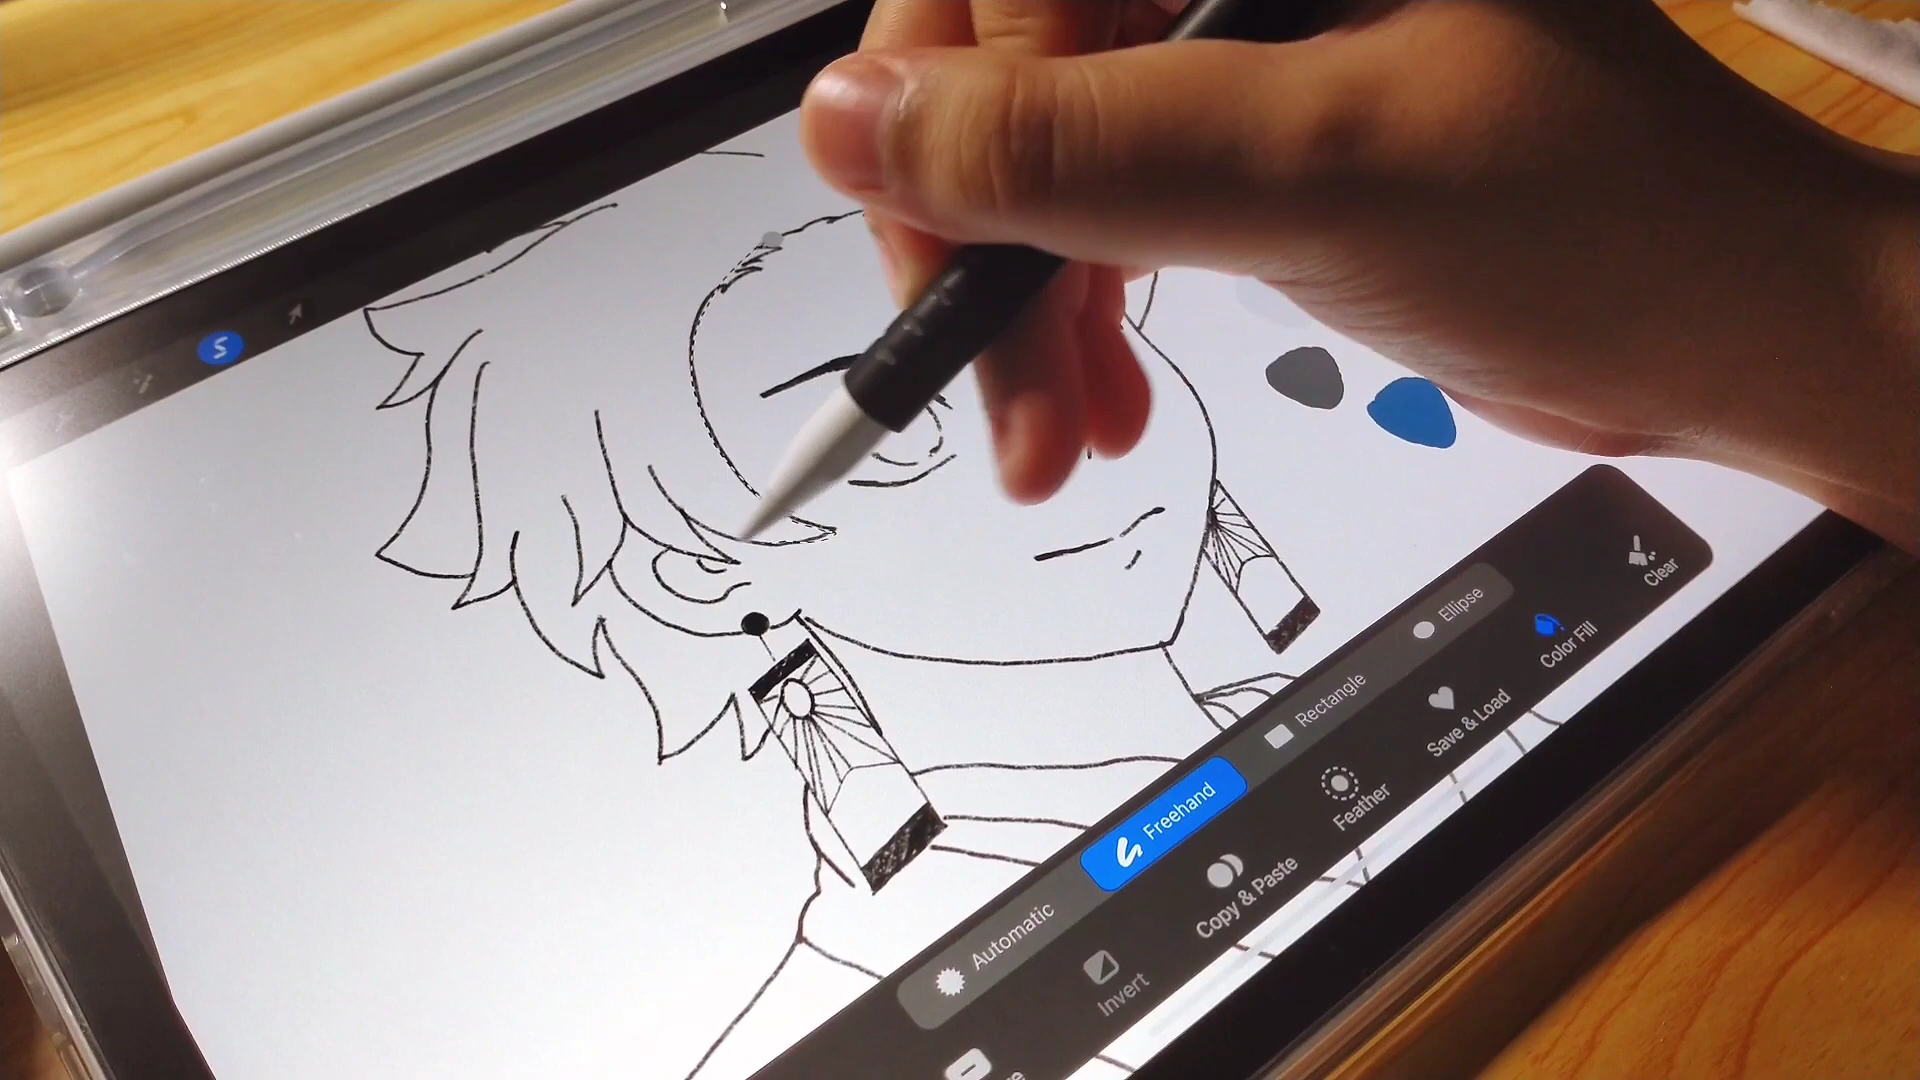 Automatic
Freehand
Rectangle
Ellipse
Invert
Copy & Paste
Feather
Save & Load
Color Fill
Clear